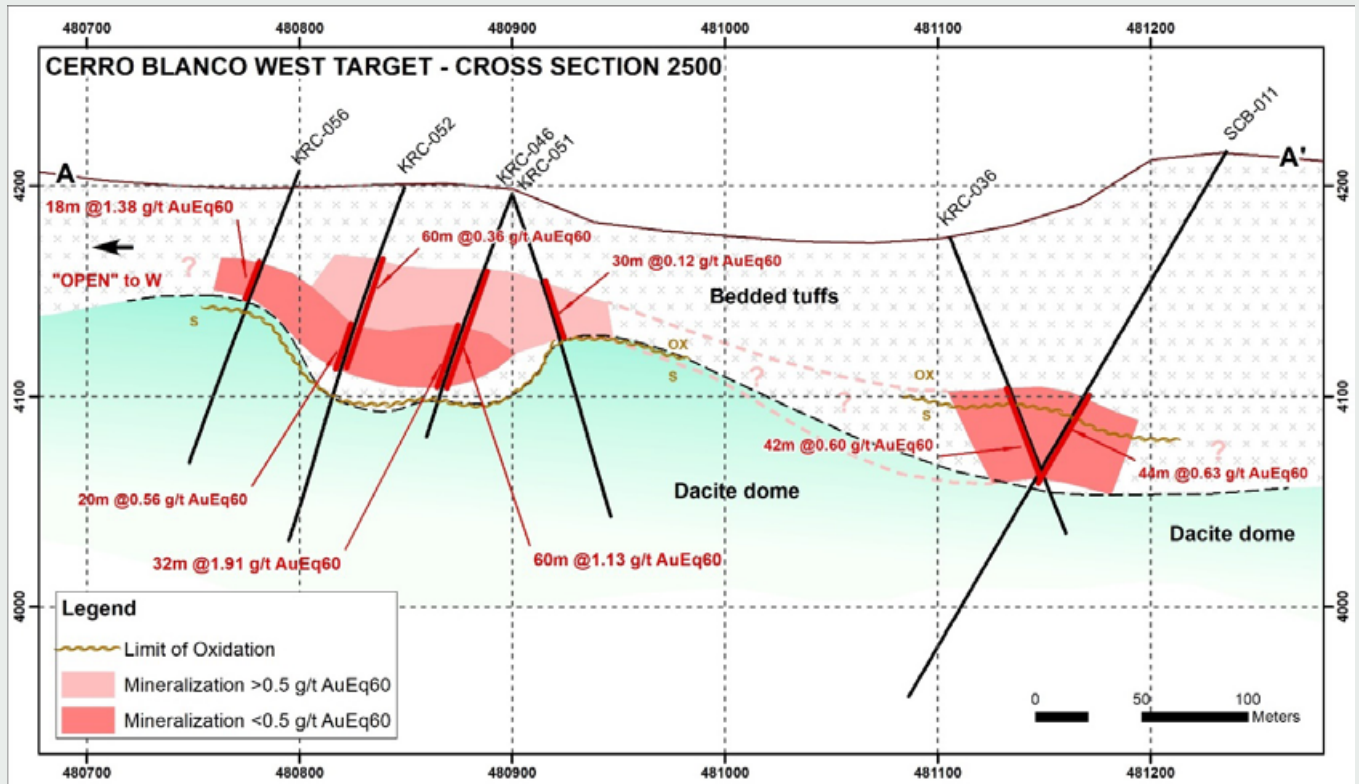 480700 480800 480900 481000 481100 481200
CERRO BLANCO WEST TARGET - CROSS SECTION 2500
KRC-056
KRC-052
KRC-046
KRC-051
KRC-036
SCB-011
A
A'
4200
4200
18m @1.38 g/t AuEq60
60m @0.36 g/t AuEq60
30m @0.12 g/t AuEq60
?
"OPEN" to W
Bedded tuffs
S
OX
S
?
?
OX
S
4100
4100
42m @0.60 g/t AuEq60
?
44m @0.63 g/t AuEq60
20m @0.56 g/t AuEq60
Dacite dome
Dacite dome
32m @1.91 g/t AuEq60
60m @1.13 g/t AuEq60
4000
4000
Legend
Limit of Oxidation
Mineralization >0.5 g/t AuEq60
Mineralization <0.5 g/t AuEq60
0 50 100
Meters
480700 480800 480900 481000 481100 481200